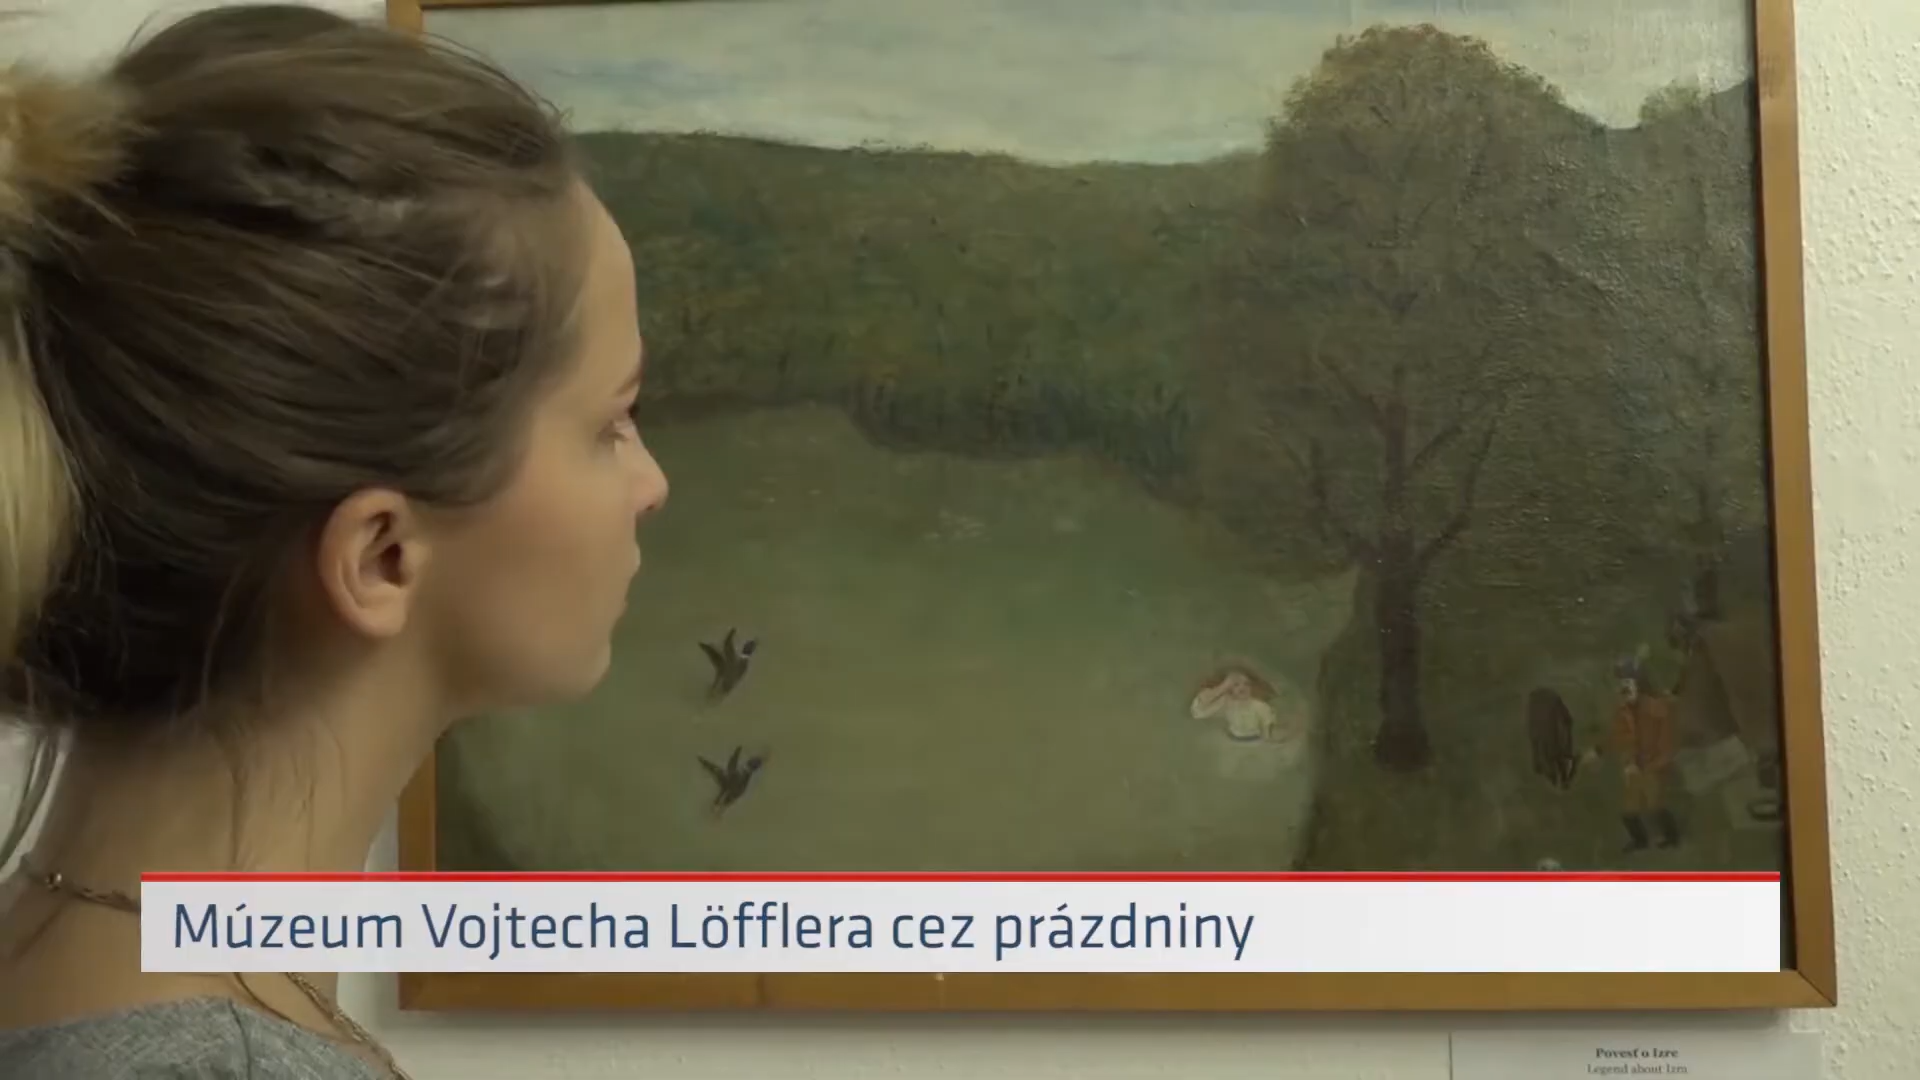 Múzeum Vojtecha Löfflera cez prázdniny
Povesť o Izre
Legend about Izra